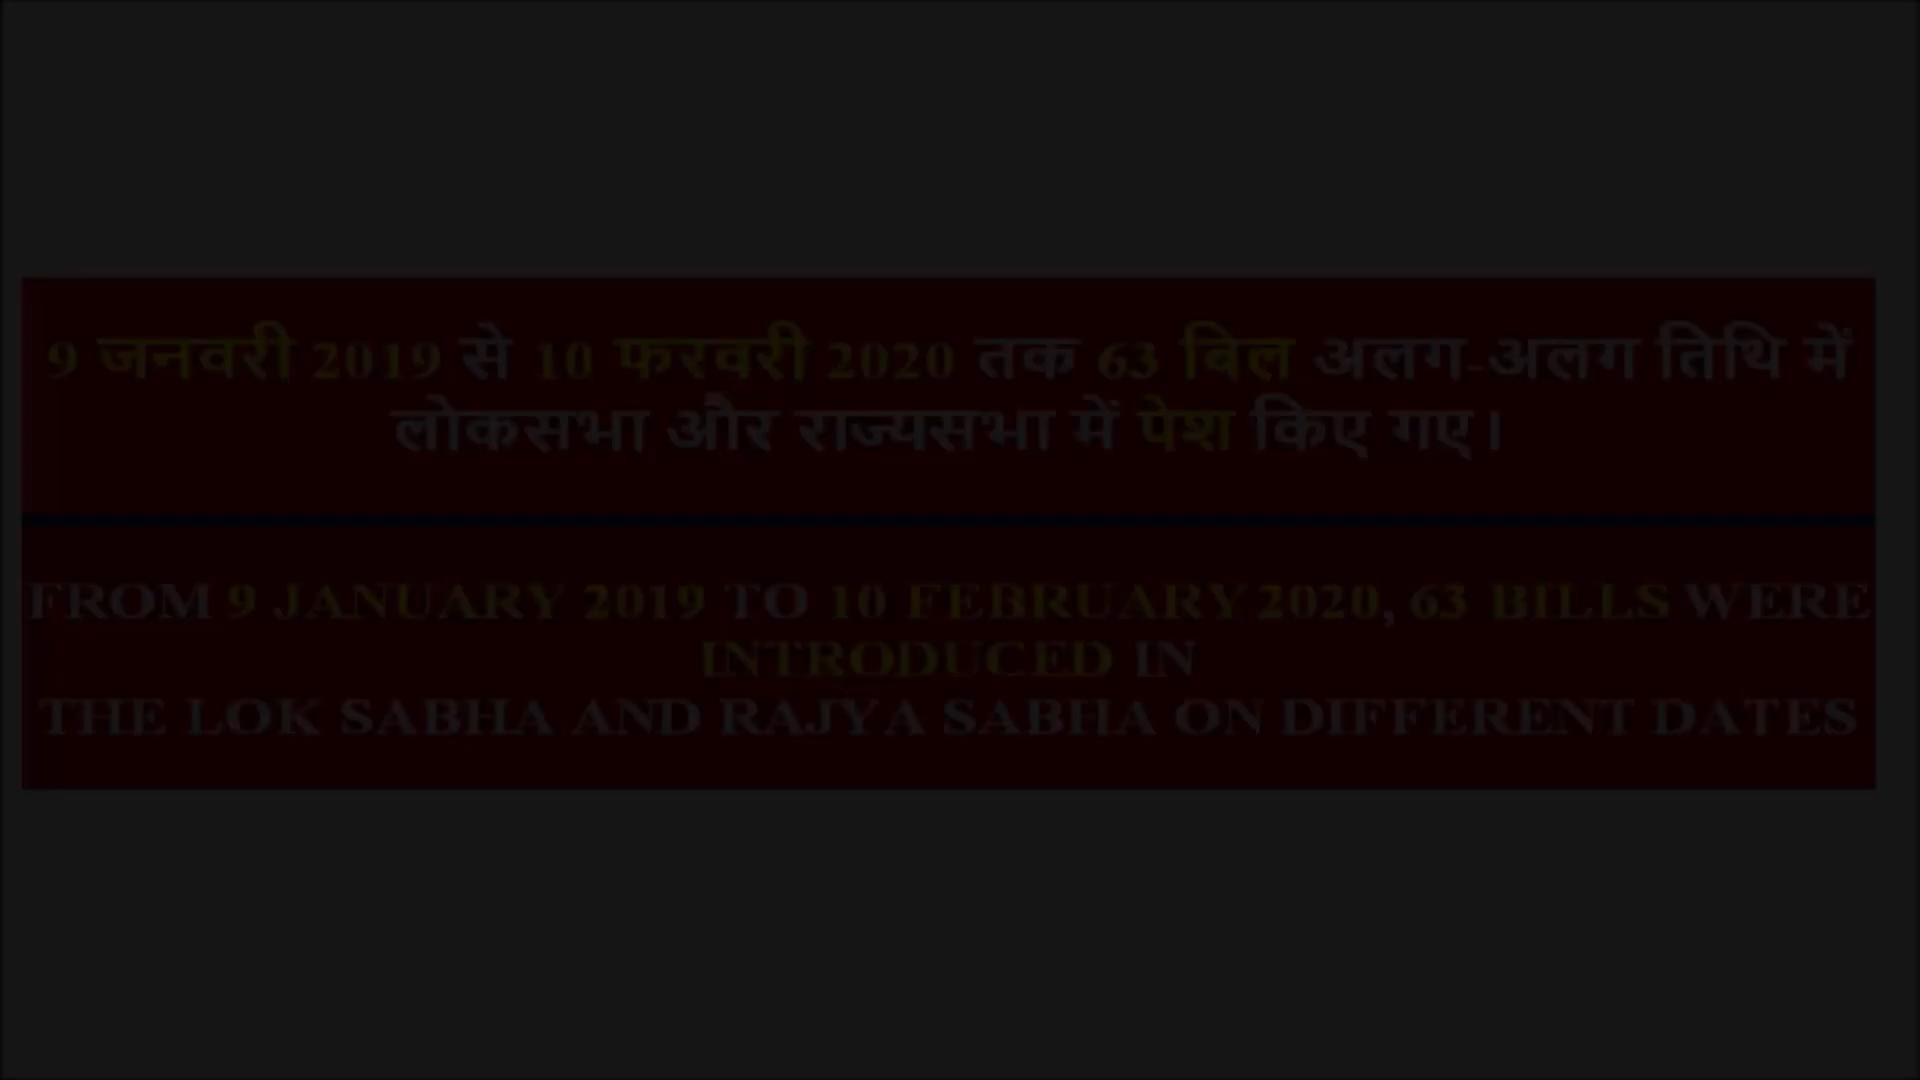 9 जनवरी 2019 से 10 फरवरी 2020 तक 63 बिल अलग-अलग तिथि में
लोकसभा और राज्यसभा में पेश किए गए।
FROM 9 JANUARY 2019 TO 10 FEBRUARY 2020, 63 BILLS WERE
INTRODUCED IN
THE LOK SABHA AND RAJYA SABHA ON DIFFERENT DATES